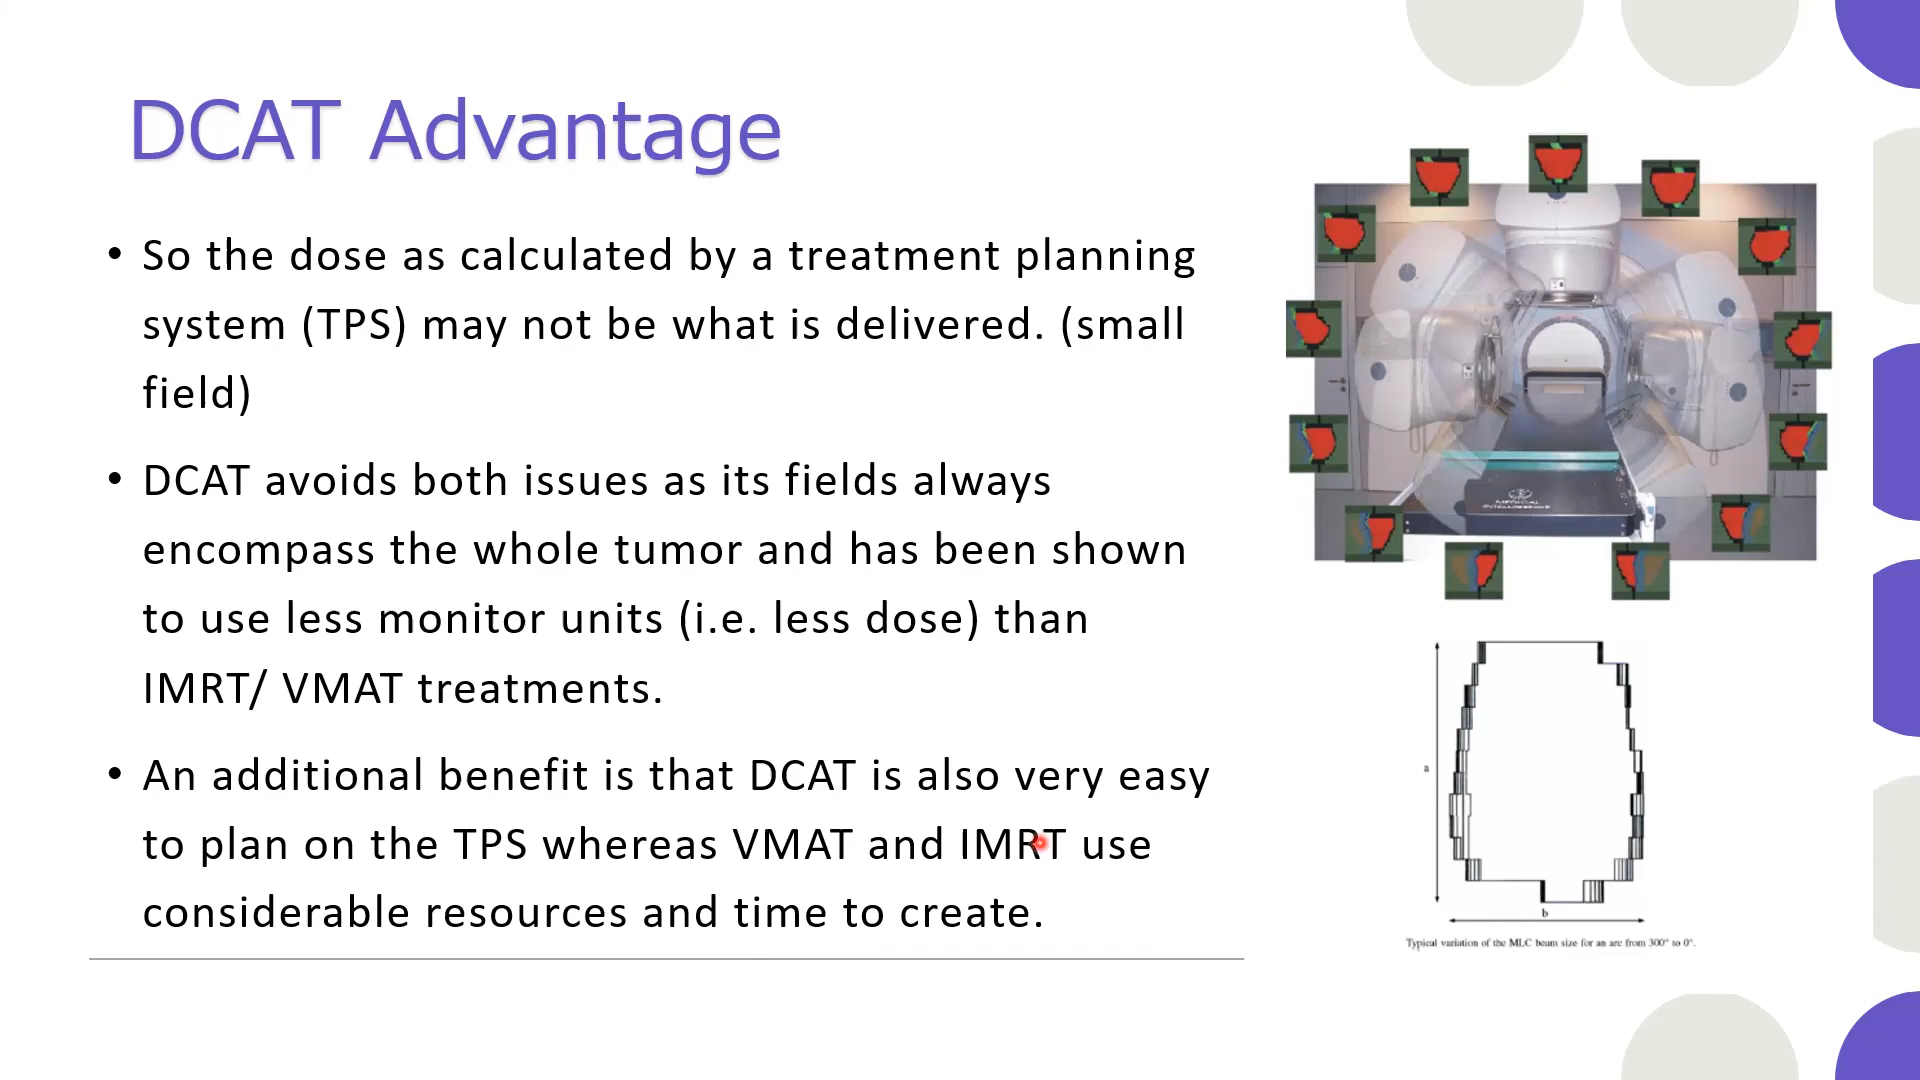 DCAT Advantage
• So the dose as calculated by a treatment planning
system (TPS) may not be what is delivered. (small
field)
• DCAT avoids both issues as its fields always
encompass the whole tumor and has been shown
to use less monitor units (i.e. less dose) than
IMRT/ VMAT treatments.
• An additional benefit is that DCAT is also very easy
to plan on the TPS whereas VMAT and IMRT use
considerable resources and time to create.
MEDICAL
INTELLIGENCE
a
b
Typical variation of the MLC beam size for an arc from 300° to 0°.